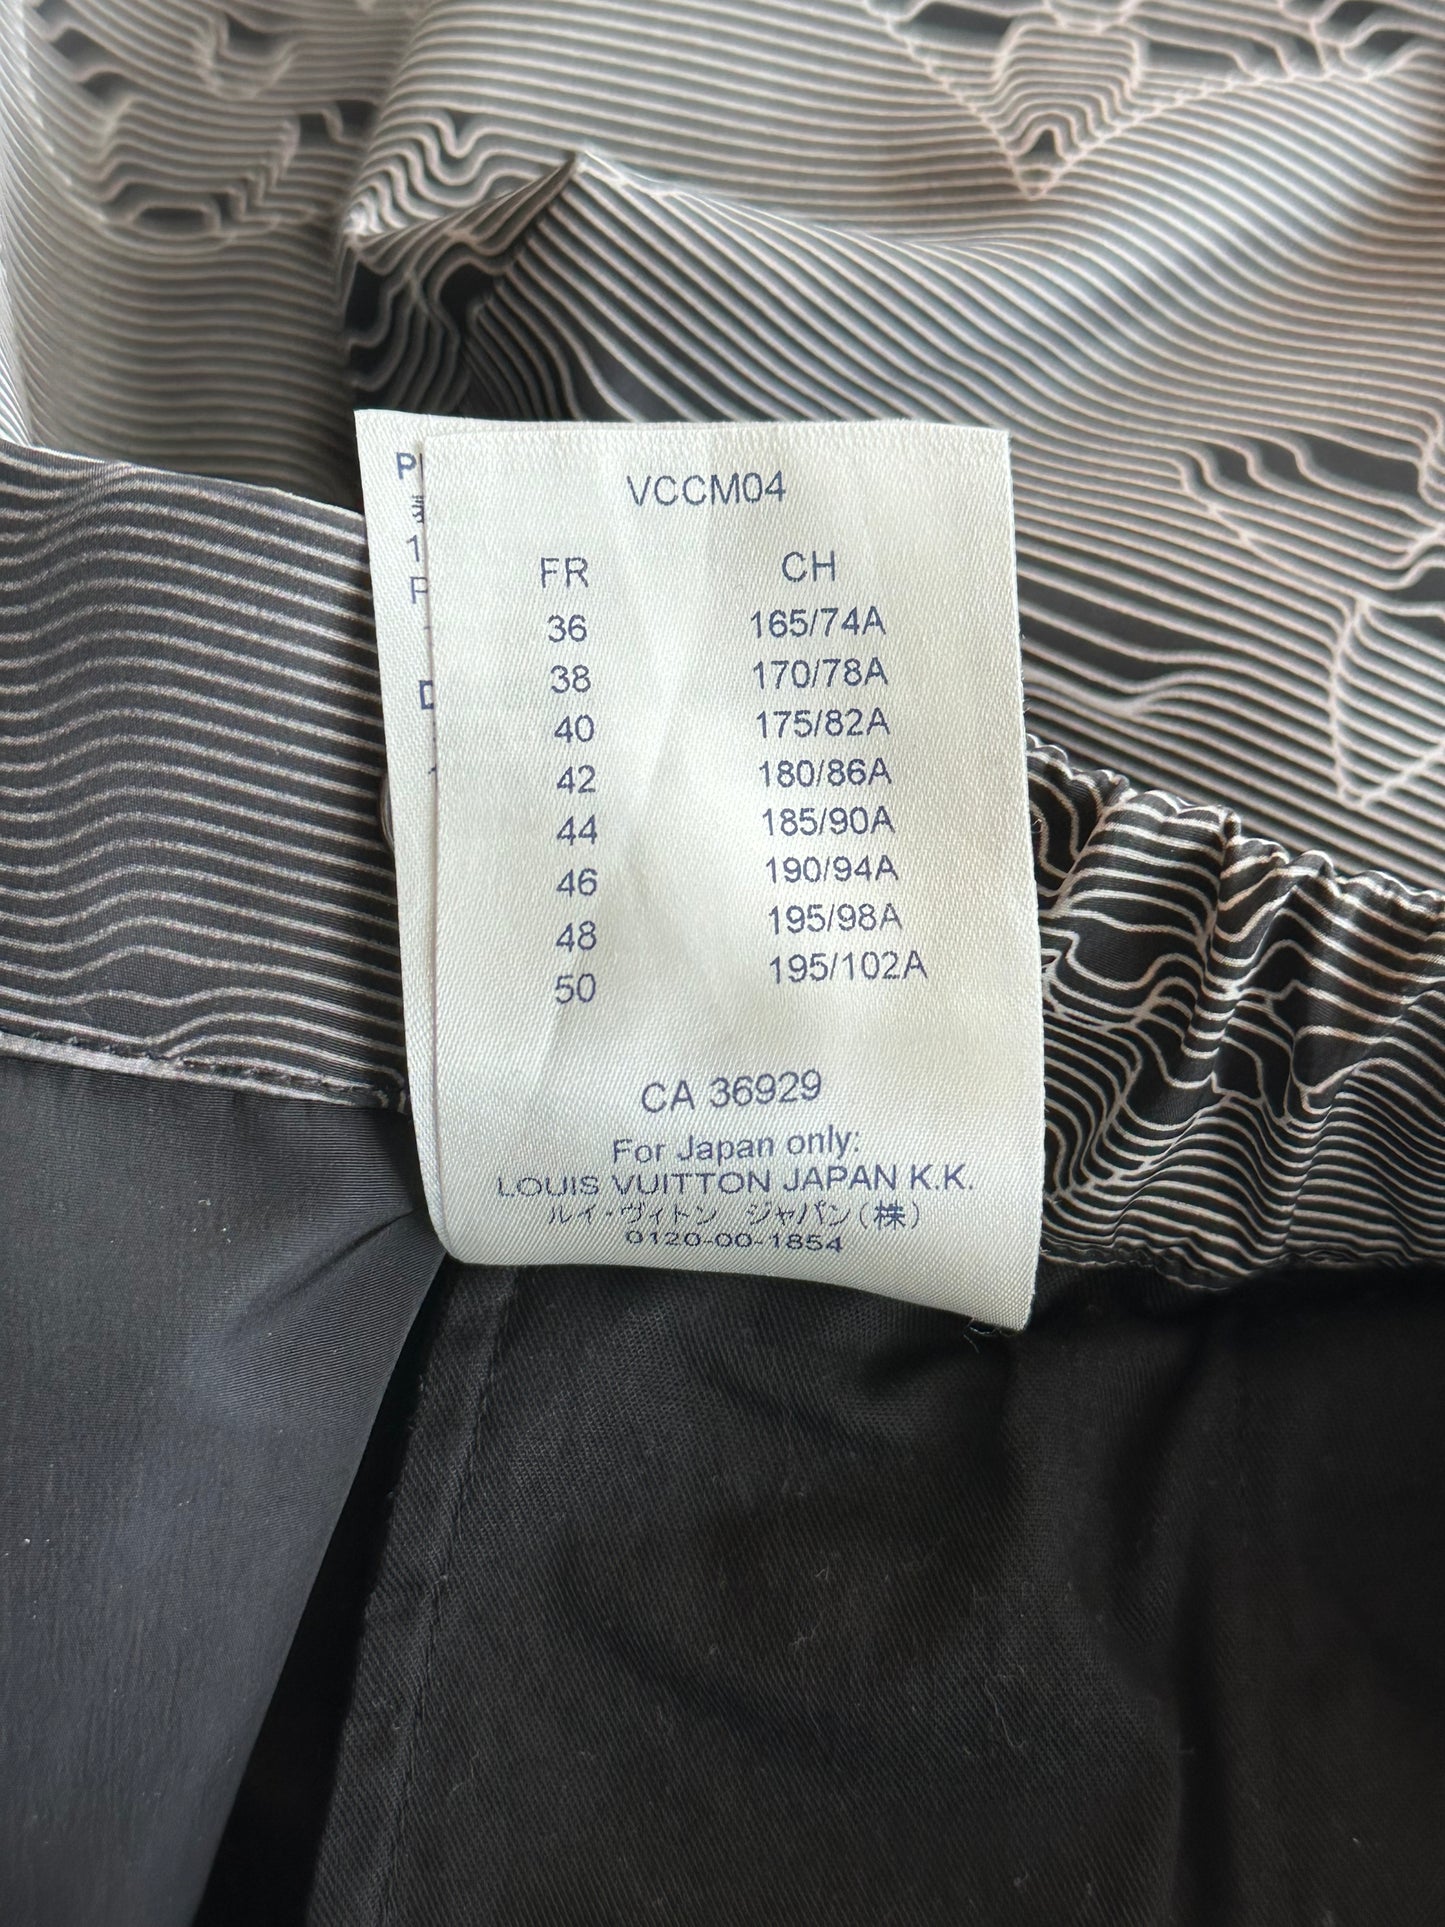 VCCM04
FR CH
36 165/74A
38 170/78A
40 175/82A
42 180/86A
44 185/90A
46 190/94A
48 195/98A
50 195/102A
CA 36929
For Japan only:
LOUIS VUITTON JAPAN K.K.
ルイ・ヴィトン ジャパン(株)
0120-00-1854